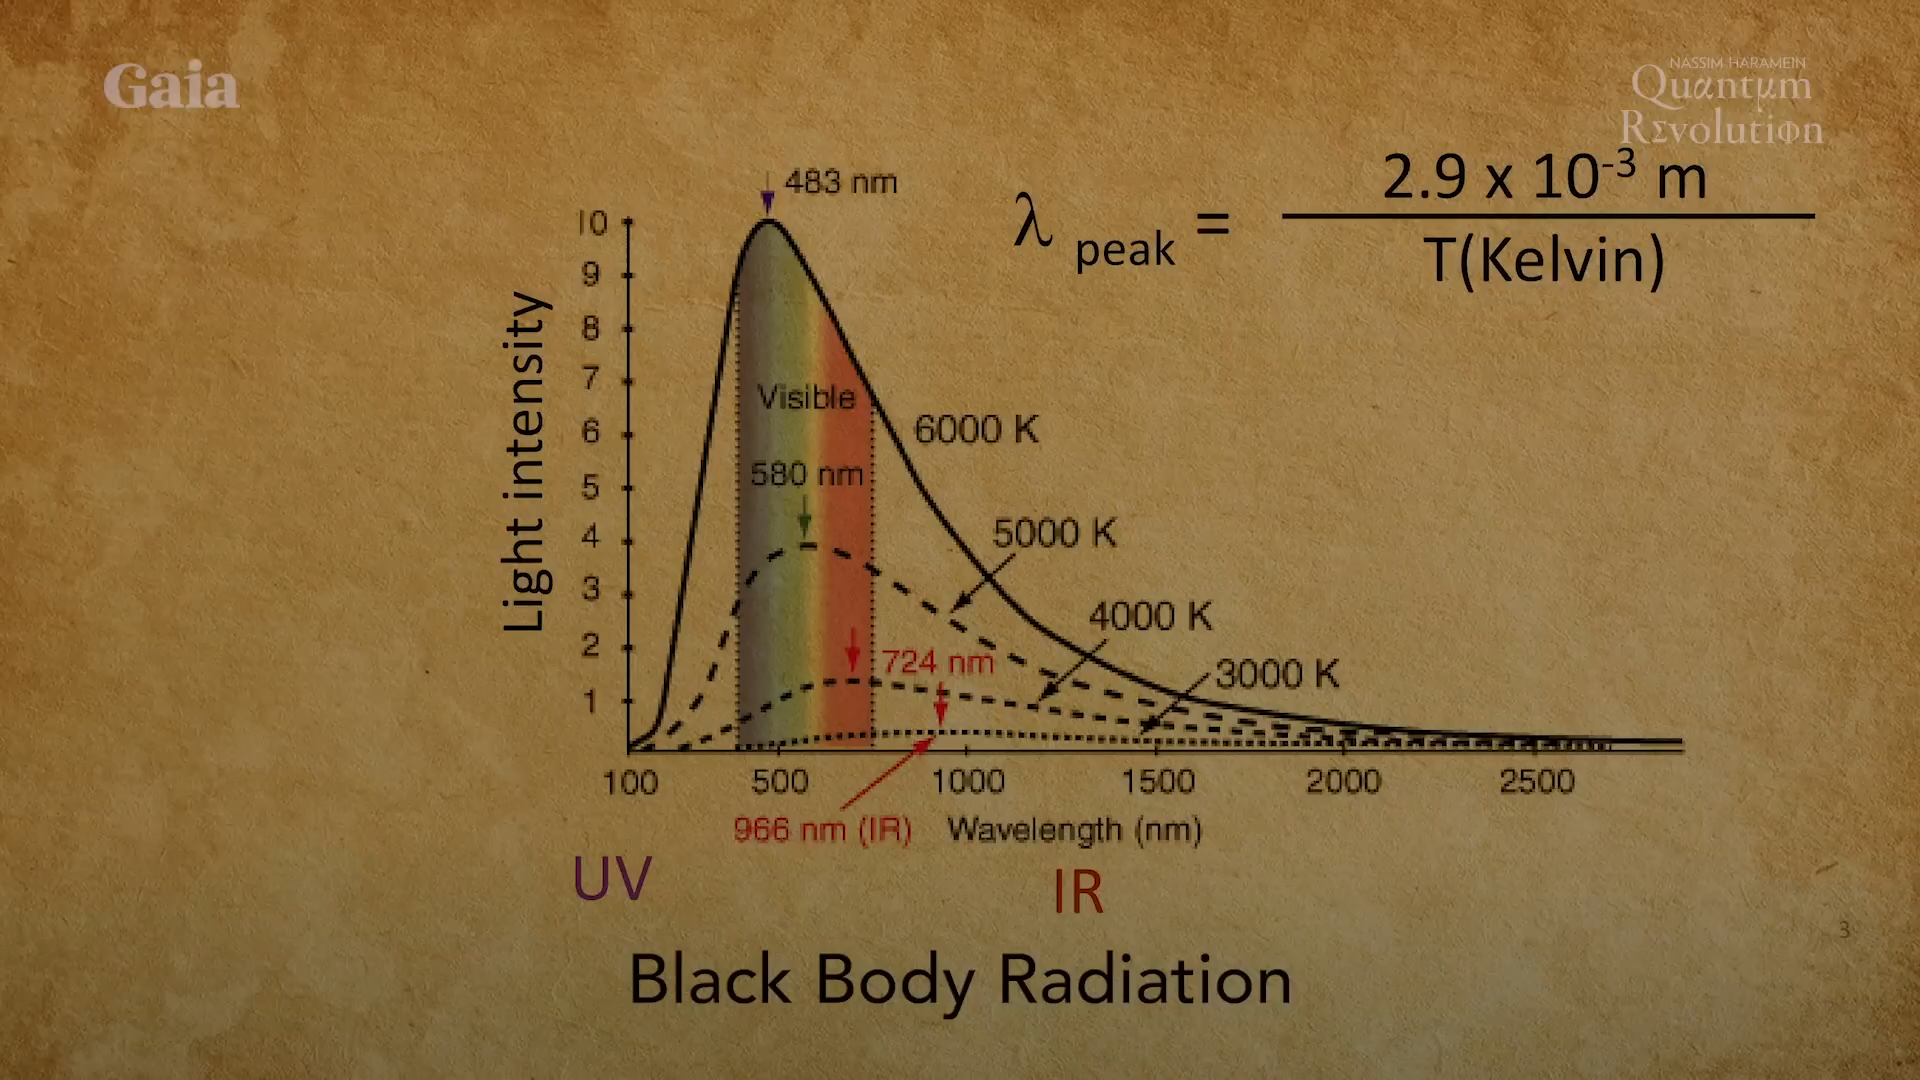 Gaia
NASSIM HARAMEIN
Quantμm
RΣvolutiΦn
λ peak = 2.9 x 10-3 m
T(Kelvin)
483 nm
10
9
8
7
6
5
4
3
2
1
Light intensity
Visible
580 nm
6000 K
5000 K
4000 K
724 nm
3000 K
100 500 1000 1500 2000 2500
966 nm (IR) Wavelength (nm)
UV IR
3
Black Body Radiation